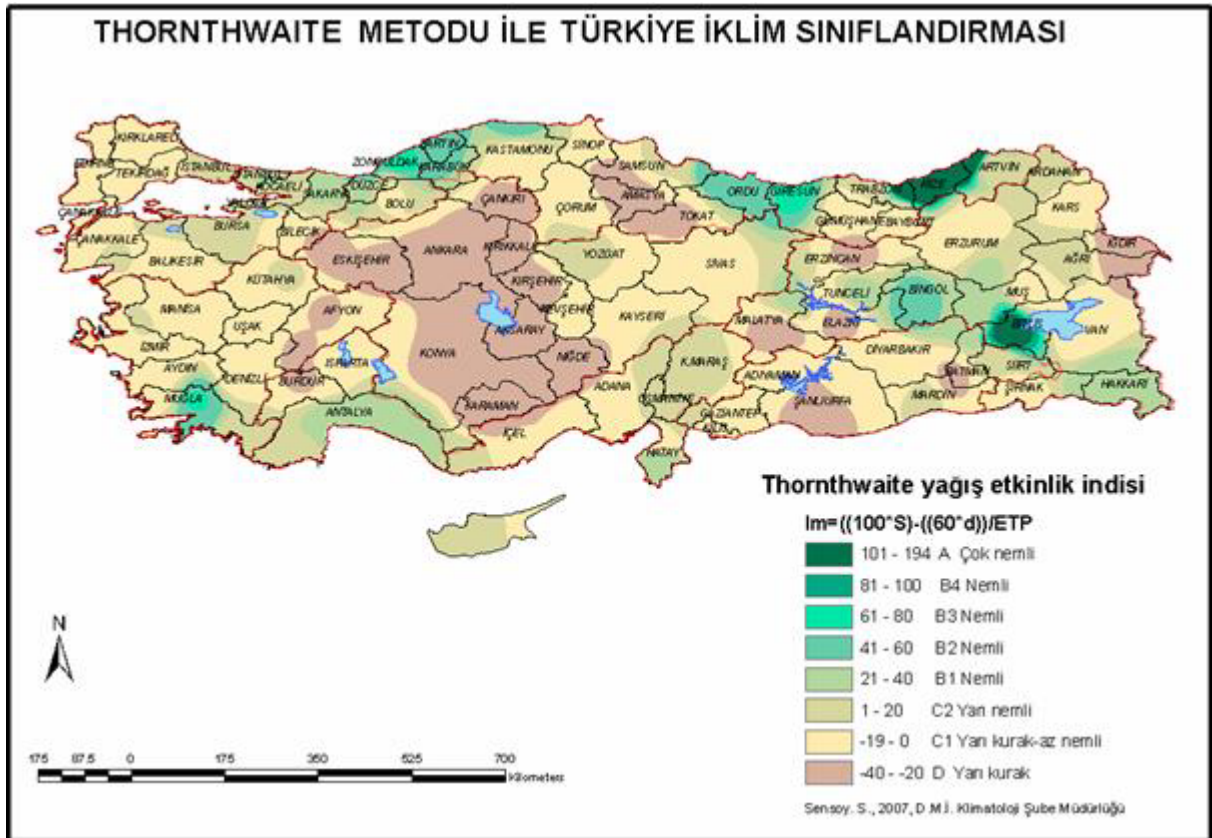 THORNTHWAITE METODU İLE TÜRKİYE İKLİM SINIFLANDIRMASI
KIRKLARELİ
EDİRNE
TEKİRDAĞ
İSTANBUL
İSTANBUL
KOCAELİ
YALOVA
SAKARYA
DÜZCE
ZONGULDAK
BARTIN
KARABÜK
KASTAMONU
SİNOP
SAMSUN
ORDU
GİRESUN
TRABZON
RİZE
ARTVİN
ARDAHAN
ÇANAKKALE
ÇANAKKALE
BALIKESİR
BURSA
BİLECİK
BOLU
ÇANKIRI
ÇORUM
AMASYA
TOKAT
GÜMÜŞHANE
BAYBURT
ERZURUM
KARS
IĞDIR
KÜTAHYA
ESKİŞEHİR
ANKARA
KIRIKKALE
KIRŞEHİR
YOZGAT
SİVAS
ERZİNCAN
TUNCELİ
BİNGÖL
MUŞ
AĞRI
MANİSA
UŞAK
AFYON
KONYA
AKSARAY
NEVŞEHİR
KAYSERİ
MALATYA
ELAZIĞ
DİYARBAKIR
BİTLİS
VAN
İZMİR
AYDIN
DENİZLİ
BURDUR
ISPARTA
NİĞDE
ADANA
K.MARAŞ
ADIYAMAN
BATMAN
SİİRT
ŞIRNAK
HAKKARİ
MUĞLA
ANTALYA
KARAMAN
İÇEL
OSMANİYE
GAZİANTEP
KİLİS
ŞANLIURFA
MARDİN
HATAY
Thornthwaite yağış etkinlik indisi
Im=((100*S)-((60*d))/ETP
101 - 194 A Çok nemli
81 - 100 B4 Nemli
61 - 80 B3 Nemli
41 - 60 B2 Nemli
21 - 40 B1 Nemli
1 - 20 C2 Yarı nemli
-19 - 0 C1 Yarı kurak-az nemli
-40 - -20 D Yarı kurak
N
175 87.5 0 175 350 525 700
Kilometers
Sensoy. S., 2007, D.M.İ. Klimatoloji Şube Müdürlüğü